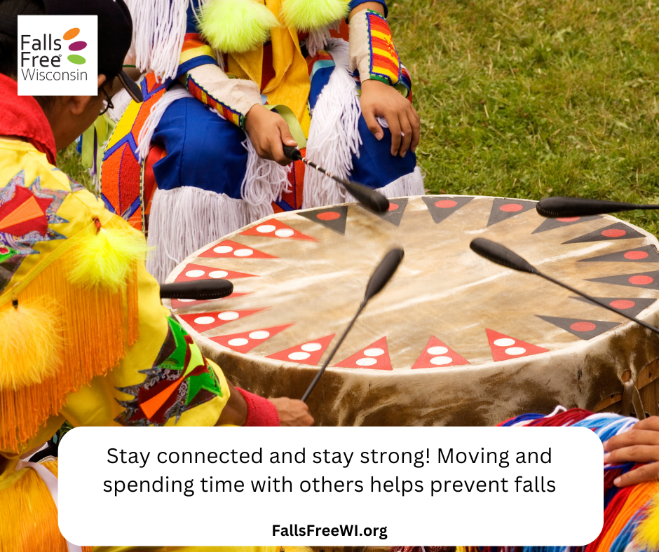 Falls
Free
Wisconsin
Stay connected and stay strong! Moving and
spending time with others helps prevent falls
FallsFreeWI.org